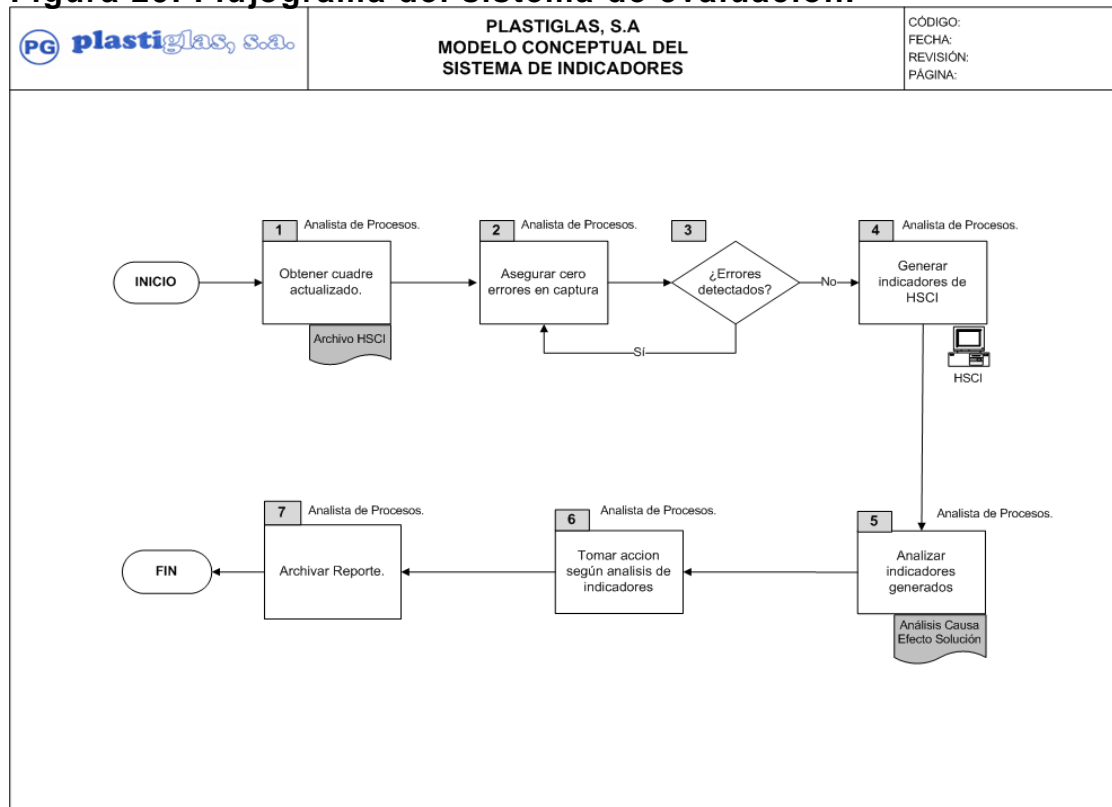 PG plastiglas, s.a.
PLASTIGLAS, S.A
MODELO CONCEPTUAL DEL
SISTEMA DE INDICADORES
CÓDIGO:
FECHA:
REVISIÓN:
PÁGINA:
INICIO
1 Analista de Procesos.
Obtener cuadre
actualizado.
Archivo HSCI
2 Analista de Procesos.
Asegurar cero
errores en captura
3
¿Errores
detectados?
Sí
No
4 Analista de Procesos.
Generar
indicadores de
HSCI
HSCI
5 Analista de Procesos.
Analizar
indicadores
generados
Análisis Causa
Efecto Solución
6 Analista de Procesos.
Tomar accion
según analisis de
indicadores
7 Analista de Procesos.
Archivar Reporte.
FIN